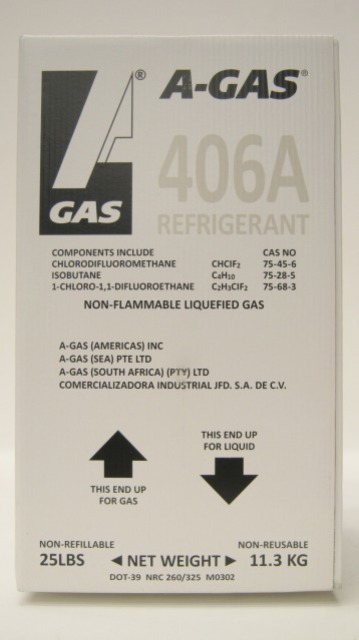 A-GAS®
®
GAS
406A
REFRIGERANT
COMPONENTS INCLUDE CAS NO
CHLORODIFLUOROMETHANE CHClF₂ 75-45-6
ISOBUTANE C₄H₁₀ 75-28-5
1-CHLORO-1,1-DIFLUOROETHANE C₂H₃ClF₂ 75-68-3
NON-FLAMMABLE LIQUEFIED GAS
A-GAS (AMERICAS) INC
A-GAS (SEA) PTE LTD
A-GAS (SOUTH AFRICA) (PTY) LTD
COMERCIALIZADORA INDUSTRIAL JFD. S.A. DE C.V.
THIS END UP
FOR GAS
THIS END UP
FOR LIQUID
NON-REFILLABLE NON-REUSABLE
25LBS ◄ NET WEIGHT ► 11.3 KG
DOT-39 NRC 260/325 M0302